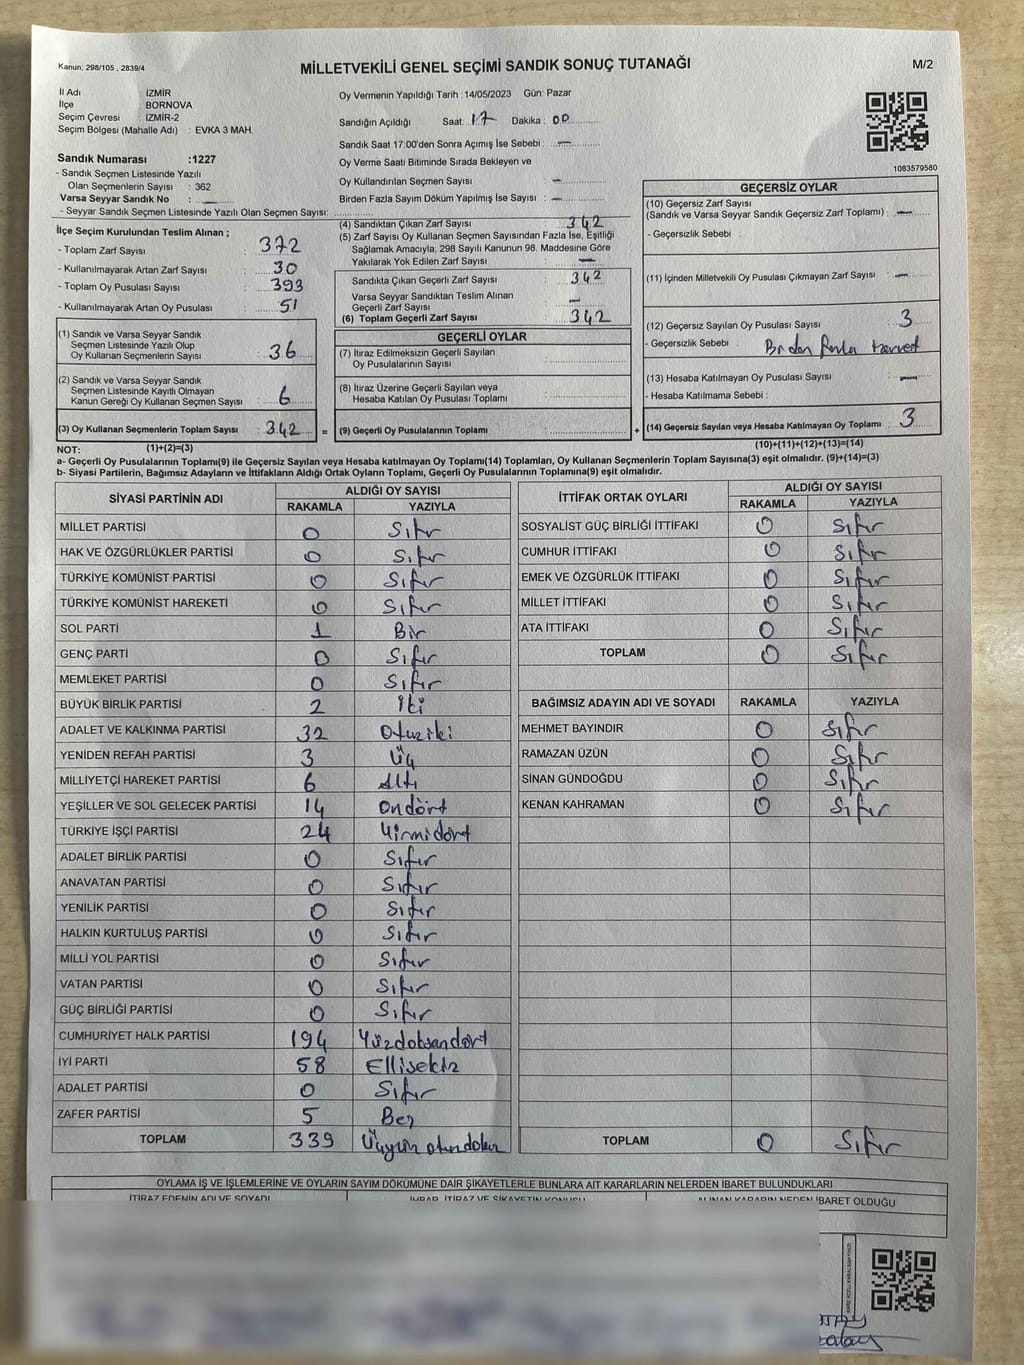 Kanun; 298/105 , 2839/4
MİLLETVEKİLİ GENEL SEÇİMİ SANDIK SONUÇ TUTANAĞI
M/2
İl Adı : İZMİR
İlçe : BORNOVA
Seçim Çevresi : İZMİR-2
Seçim Bölgesi (Mahalle Adı) : EVKA 3 MAH.
Sandık Numarası :1227
- Sandık Seçmen Listesinde Yazılı
Olan Seçmenlerin Sayısı : 362
Varsa Seyyar Sandık No : —
- Seyyar Sandık Seçmen Listesinde Yazılı Olan Seçmen Sayısı:
Oy Vermenin Yapıldığı Tarih :14/05/2023 Gün: Pazar
Sandığın Açıldığı Saat: 17 Dakika : 00
Sandık Saat 17:00'den Sonra Açımış İse Sebebi : —
Oy Verme Saati Bitiminde Sırada Bekleyen ve
Oy Kullandırılan Seçmen Sayısı : —
Birden Fazla Sayım Döküm Yapılmış İse Sayısı : —
1083579580
İlçe Seçim Kurulundan Teslim Alınan ;
- Toplam Zarf Sayısı : 372
- Kullanılmayarak Artan Zarf Sayısı : 30
- Toplam Oy Pusulası Sayısı : 393
- Kullanılmayarak Artan Oy Pusulası : 51
(1) Sandık ve Varsa Seyyar Sandık
Seçmen Listesinde Yazılı Olup
Oy Kullanan Seçmenlerin Sayısı : 36
(2) Sandık ve Varsa Seyyar Sandık
Seçmen Listesinde Kayıtlı Olmayan
Kanun Gereği Oy Kullanan Seçmen Sayısı : 6
(3) Oy Kullanan Seçmenlerin Toplam Sayısı : 342
(4) Sandıktan Çıkan Zarf Sayısı : 342
(5) Zarf Sayısı Oy Kullanan Seçmen Sayısından Fazla İse, Eşitliği
Sağlamak Amacıyla, 298 Sayılı Kanunun 98. Maddesine Göre
Yakılarak Yok Edilen Zarf Sayısı : —
Sandıkta Çıkan Geçerli Zarf Sayısı : 342
Varsa Seyyar Sandıktan Teslim Alınan
Geçerli Zarf Sayısı : —
(6) Toplam Geçerli Zarf Sayısı : 342
GEÇERLİ OYLAR
(7) İtiraz Edilmeksizin Geçerli Sayılan
Oy Pusulalarının Sayısı :
(8) İtiraz Üzerine Geçerli Sayılan veya
Hesaba Katılan Oy Pusulası Toplamı :
= (9) Geçerli Oy Pusulalarının Toplamı :
GEÇERSİZ OYLAR
(10) Geçersiz Zarf Sayısı
(Sandık ve Varsa Seyyar Sandık Geçersiz Zarf Toplamı) : —
- Geçersizlik Sebebi :
(11) İçinden Milletvekili Oy Pusulası Çıkmayan Zarf Sayısı : —
(12) Geçersiz Sayılan Oy Pusulası Sayısı : 3
- Geçersizlik Sebebi :
(13) Hesaba Katılmayan Oy Pusulası Sayısı : —
- Hesaba Katılmama Sebebi :
+ (14) Geçersiz Sayılan veya Hesaba Katılmayan Oy Toplamı : 3
NOT: (1)+(2)=(3) (10)+(11)+(12)+(13)=(14)
a- Geçerli Oy Pusulalarının Toplamı(9) ile Geçersiz Sayılan veya Hesaba katılmayan Oy Toplamı(14) Toplamları, Oy Kullanan Seçmenlerin Toplam Sayısına(3) eşit olmalıdır. (9)+(14)=(3)
b- Siyasi Partilerin, Bağımsız Adayların ve İttifakların Aldığı Ortak Oyların Toplamı, Geçerli Oy Pusulalarının Toplamına(9) eşit olmalıdır.
SİYASİ PARTİNİN ADI ALDIĞI OY SAYISI
RAKAMLA YAZIYLA
MİLLET PARTİSİ 0 Sıfır
HAK VE ÖZGÜRLÜKLER PARTİSİ 0 Sıfır
TÜRKİYE KOMÜNİST PARTİSİ 0 Sıfır
TÜRKİYE KOMÜNİST HAREKETİ 0 Sıfır
SOL PARTİ 1 Bir
GENÇ PARTİ 0 Sıfır
MEMLEKET PARTİSİ 0 Sıfır
BÜYÜK BİRLİK PARTİSİ 2 İki
ADALET VE KALKINMA PARTİSİ 32 Otuziki
YENİDEN REFAH PARTİSİ 3 Üç
MİLLİYETÇİ HAREKET PARTİSİ 6 Altı
YEŞİLLER VE SOL GELECEK PARTİSİ 14 Ondört
TÜRKİYE İŞÇİ PARTİSİ 24 Yirmidört
ADALET BİRLİK PARTİSİ 0 Sıfır
ANAVATAN PARTİSİ 0 Sıfır
YENİLİK PARTİSİ 0 Sıfır
HALKIN KURTULUŞ PARTİSİ 0 Sıfır
MİLLİ YOL PARTİSİ 0 Sıfır
VATAN PARTİSİ 0 Sıfır
GÜÇ BİRLİĞİ PARTİSİ 0 Sıfır
CUMHURİYET HALK PARTİSİ 194 Yüzdoksandört
İYİ PARTİ 58 Ellisekiz
ADALET PARTİSİ 0 Sıfır
ZAFER PARTİSİ 5 Beş
TOPLAM 339
İTTİFAK ORTAK OYLARI ALDIĞI OY SAYISI
RAKAMLA YAZIYLA
SOSYALİST GÜÇ BİRLİĞİ İTTİFAKI 0 Sıfır
CUMHUR İTTİFAKI 0 Sıfır
EMEK VE ÖZGÜRLÜK İTTİFAKI 0 Sıfır
MİLLET İTTİFAKI 0 Sıfır
ATA İTTİFAKI 0 Sıfır
TOPLAM 0 Sıfır
BAĞIMSIZ ADAYIN ADI VE SOYADI RAKAMLA YAZIYLA
MEHMET BAYINDIR 0 Sıfır
RAMAZAN ÜZÜN 0 Sıfır
SİNAN GÜNDOĞDU 0 Sıfır
KENAN KAHRAMAN 0 Sıfır
TOPLAM 0 Sıfır
OYLAMA İŞ VE İŞLEMLERİNE VE OYLARIN SAYIM DÖKÜMÜNE DAİR ŞİKAYETLERLE BUNLARA AİT KARARLARIN NELERDEN İBARET BULUNDUKLARI
İTİRAZ EDENİN ADI VE SOYADI İHBAR, İTİRAZ VE ŞİKAYETİN KONUSU ALINAN KARARIN NEDEN İBARET OLDUĞU